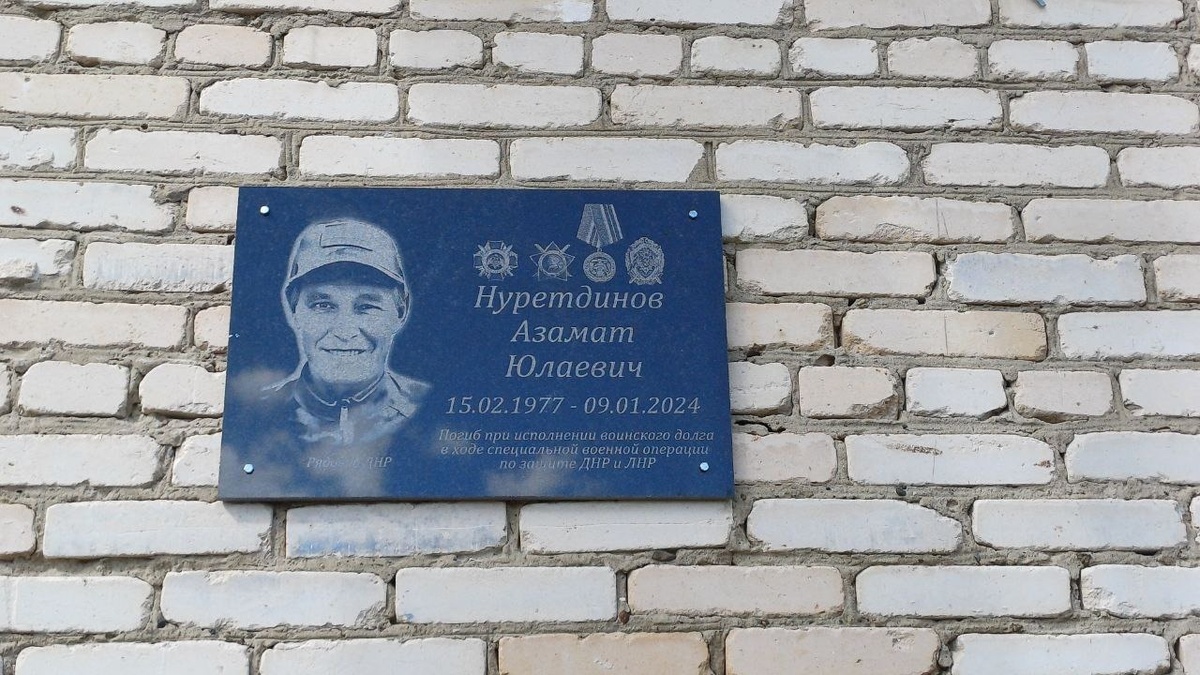 Нуретдинов
Азамат
Юлаевич
15.02.1977 - 09.01.2024
Погиб при исполнении воинского долга
в ходе специальной военной операции
по защите ДНР и ЛНР
ДНР